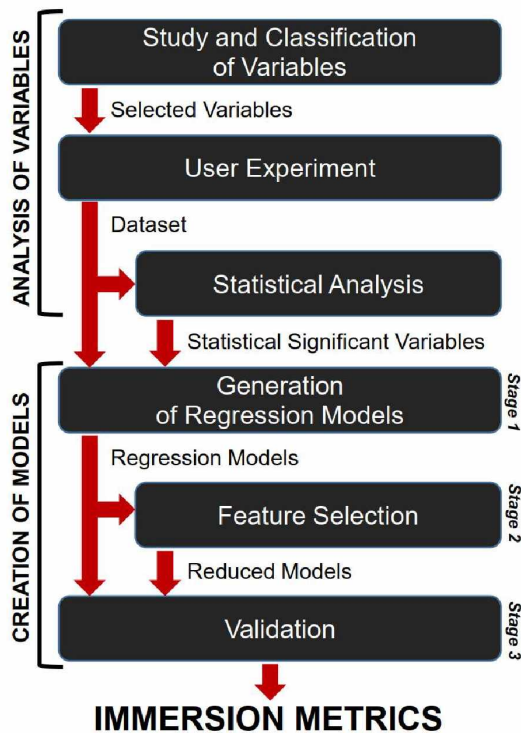 ANALYSIS OF VARIABLES
Study and Classification
of Variables
Selected Variables
User Experiment
Dataset
Statistical Analysis
Statistical Significant Variables
CREATION OF MODELS
Generation
of Regression Models
Stage 1
Regression Models
Feature Selection
Stage 2
Reduced Models
Validation
Stage 3
IMMERSION METRICS